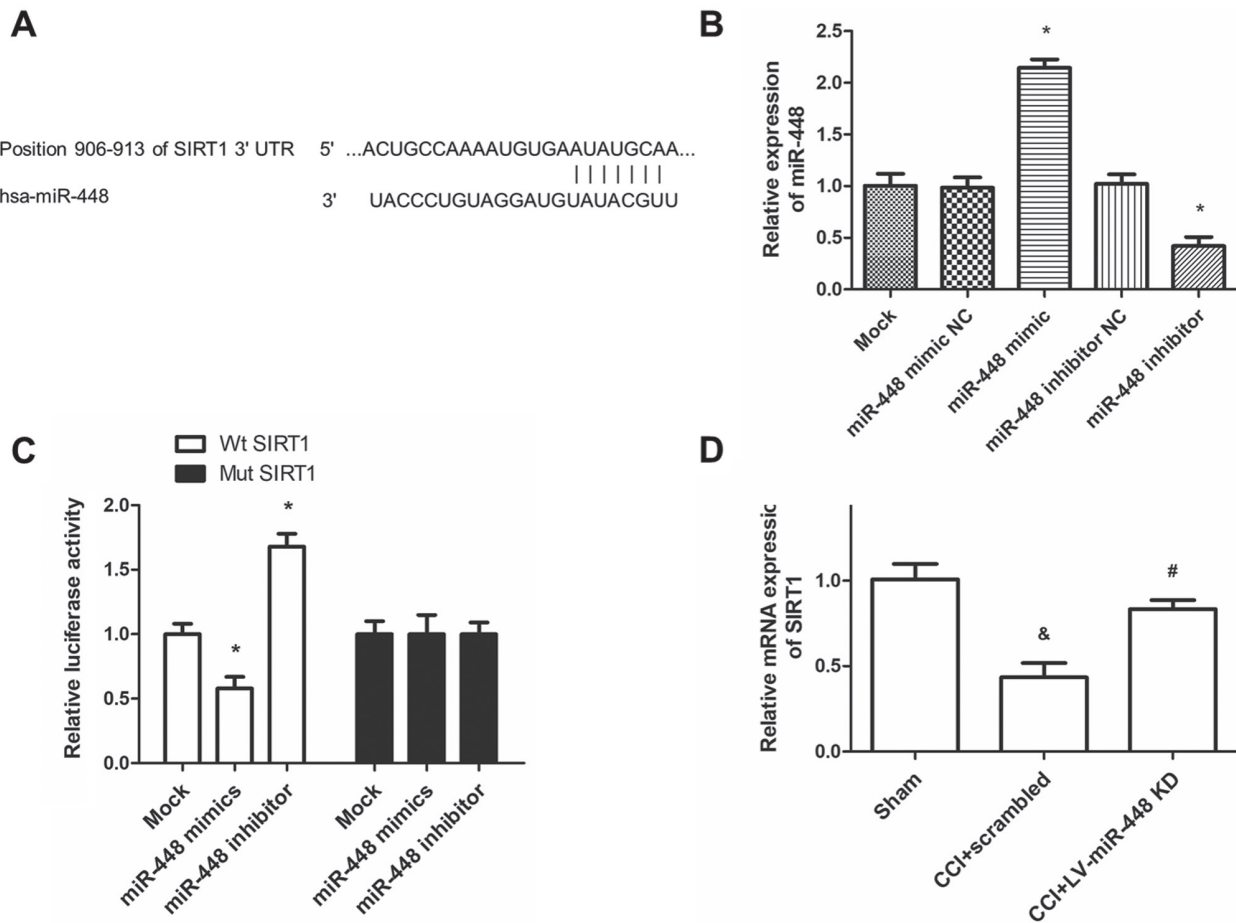 A
Position 906-913 of SIRT1 3' UTR 5' ...ACUGCCAAAAUGUGAAUAUGCAA...
hsa-miR-448 3' UACCCUGUAGGAUGUAUACGUU
B
Relative expression
of miR-448
2.5
2.0
1.5
1.0
0.5
0.0
*
*
Mock
miR-448 mimic NC
miR-448 mimic
miR-448 inhibitor NC
miR-448 inhibitor
C
Wt SIRT1
Mut SIRT1
Relative luciferase activity
2.0
1.5
1.0
0.5
0.0
*
*
Mock
miR-448 mimics
miR-448 inhibitor
Mock
miR-448 mimics
miR-448 inhibitor
D
Relative mRNA expressic
of SIRT1
1.0
0.5
0.0
&
#
Sham
CCI+scrambled
CCI+LV-miR-448 KD